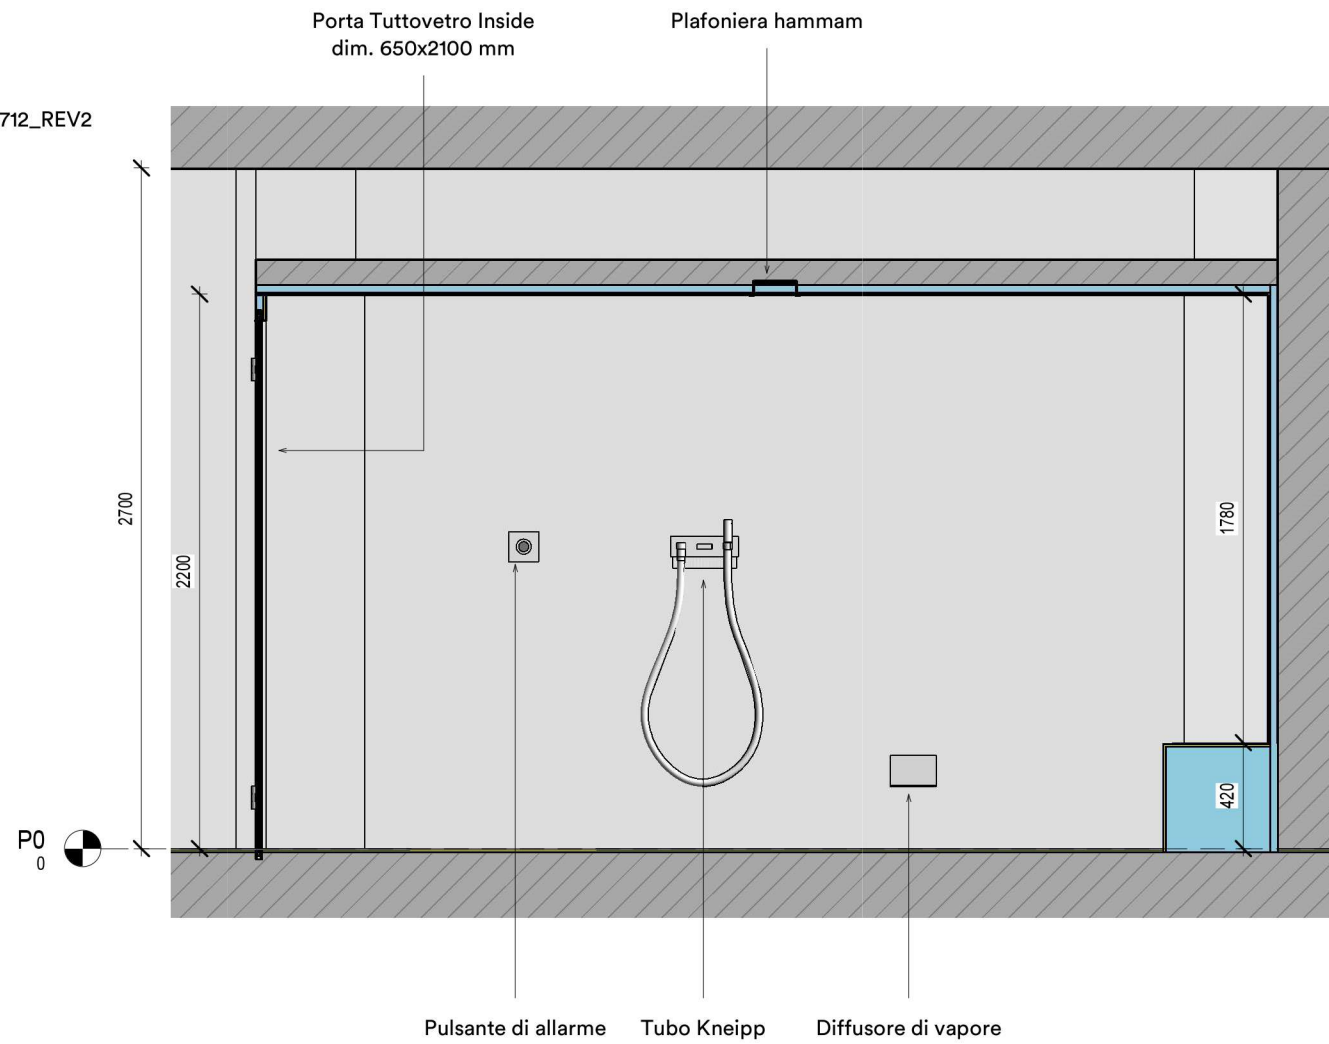 Porta Tuttovetro Inside
dim. 650x2100 mm
Plafoniera hammam
712_REV2
2700
2200
1780
420
P0
0
Pulsante di allarme
Tubo Kneipp
Diffusore di vapore